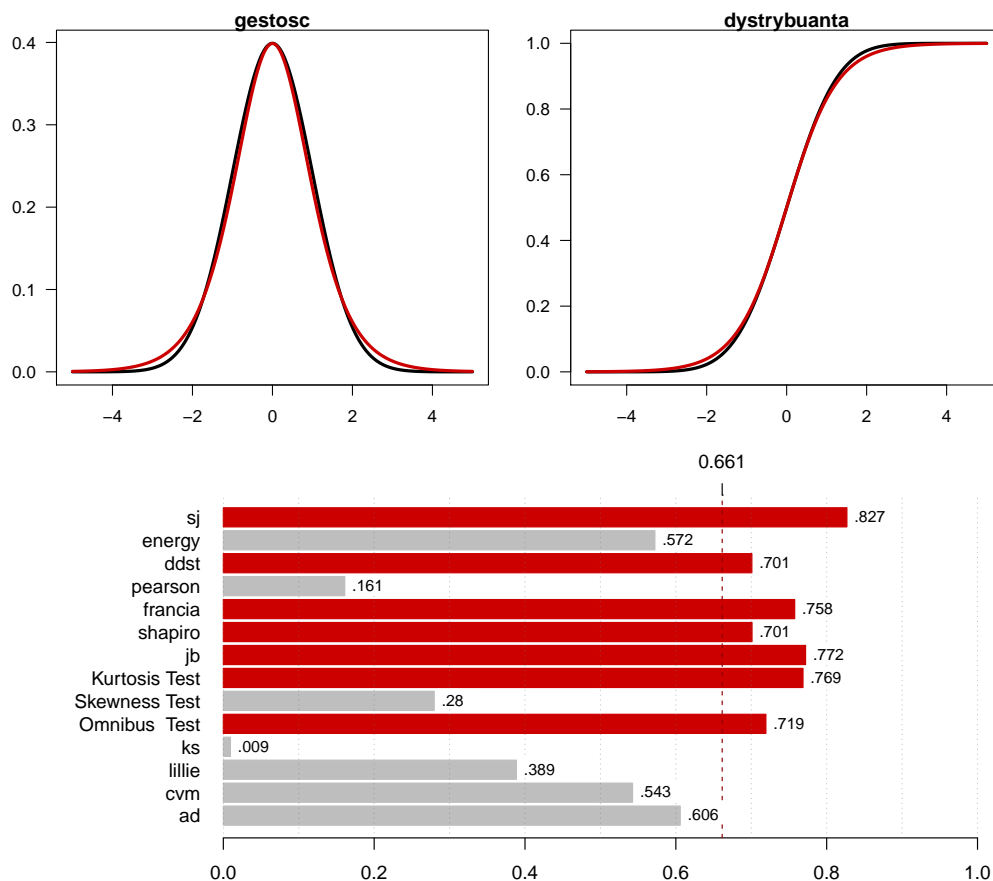 gestosc
dystrybuanta
0.4
0.3
0.2
0.1
0.0
−4 −2 0 2 4
1.0
0.8
0.6
0.4
0.2
0.0
−4 −2 0 2 4
0.661
sj .827
energy .572
ddst .701
pearson .161
francia .758
shapiro .701
jb .772
Kurtosis Test .769
Skewness Test .28
Omnibus  Test .719
ks .009
lillie .389
cvm .543
ad .606
0.0 0.2 0.4 0.6 0.8 1.0